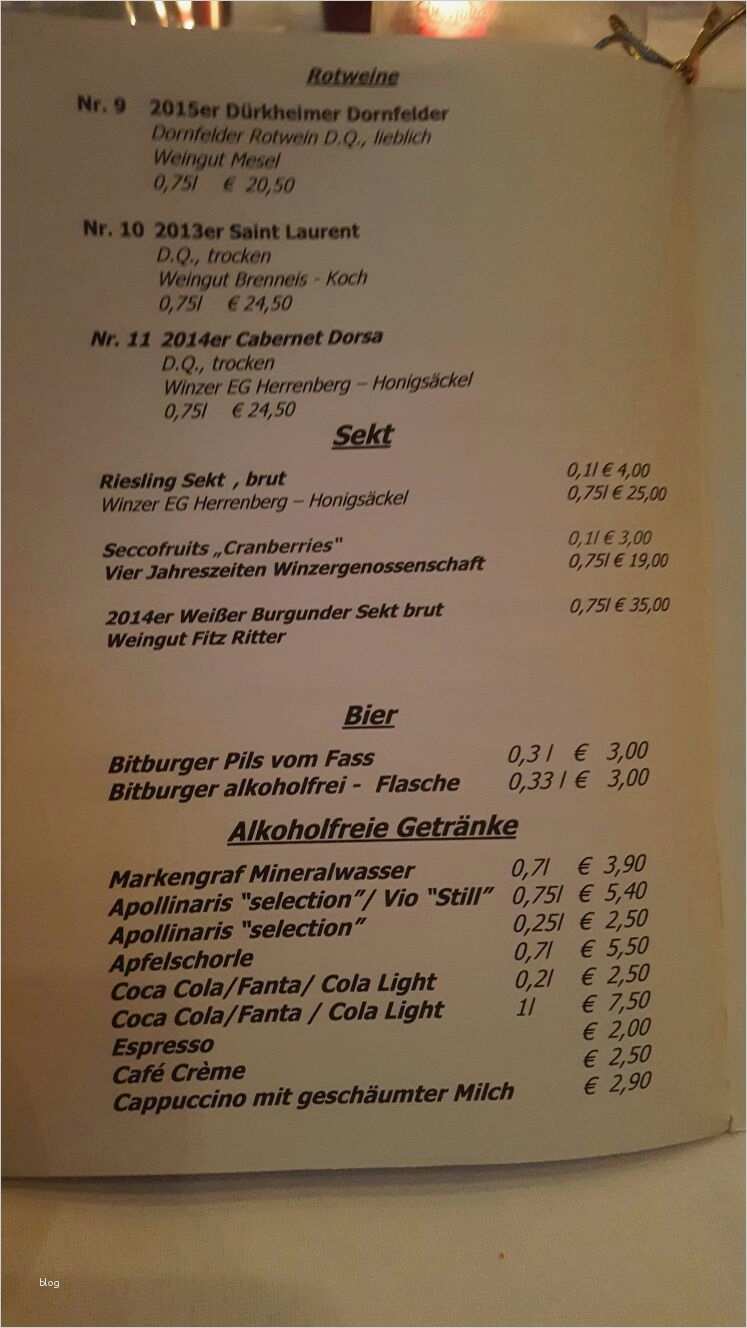 Rotweine
Nr. 9 2015er Dürkheimer Dornfelder
Dornfelder Rotwein D.Q., lieblich
Weingut Mesel
0,75l € 20,50
Nr. 10 2013er Saint Laurent
D.Q., trocken
Weingut Brenneis - Koch
0,75l € 24,50
Nr. 11 2014er Cabernet Dorsa
D.Q., trocken
Winzer EG Herrenberg – Honigsäckel
0,75l € 24,50
Sekt
Riesling Sekt , brut 0,1l € 4,00
Winzer EG Herrenberg – Honigsäckel 0,75l € 25,00
Seccofruits „Cranberries" 0,1l € 3,00
Vier Jahreszeiten Winzergenossenschaft 0,75l € 19,00
2014er Weißer Burgunder Sekt brut 0,75l € 35,00
Weingut Fitz Ritter
Bier
Bitburger Pils vom Fass 0,3 l € 3,00
Bitburger alkoholfrei - Flasche 0,33 l € 3,00
Alkoholfreie Getränke
Markengraf Mineralwasser 0,7l € 3,90
Apollinaris "selection”/ Vio "Still” 0,75l € 5,40
Apollinaris "selection” 0,25l € 2,50
Apfelschorle 0,7l € 5,50
Coca Cola/Fanta/ Cola Light 0,2l € 2,50
Coca Cola/Fanta / Cola Light 1l € 7,50
Espresso € 2,00
Café Crème € 2,50
Cappuccino mit geschäumter Milch € 2,90
blog